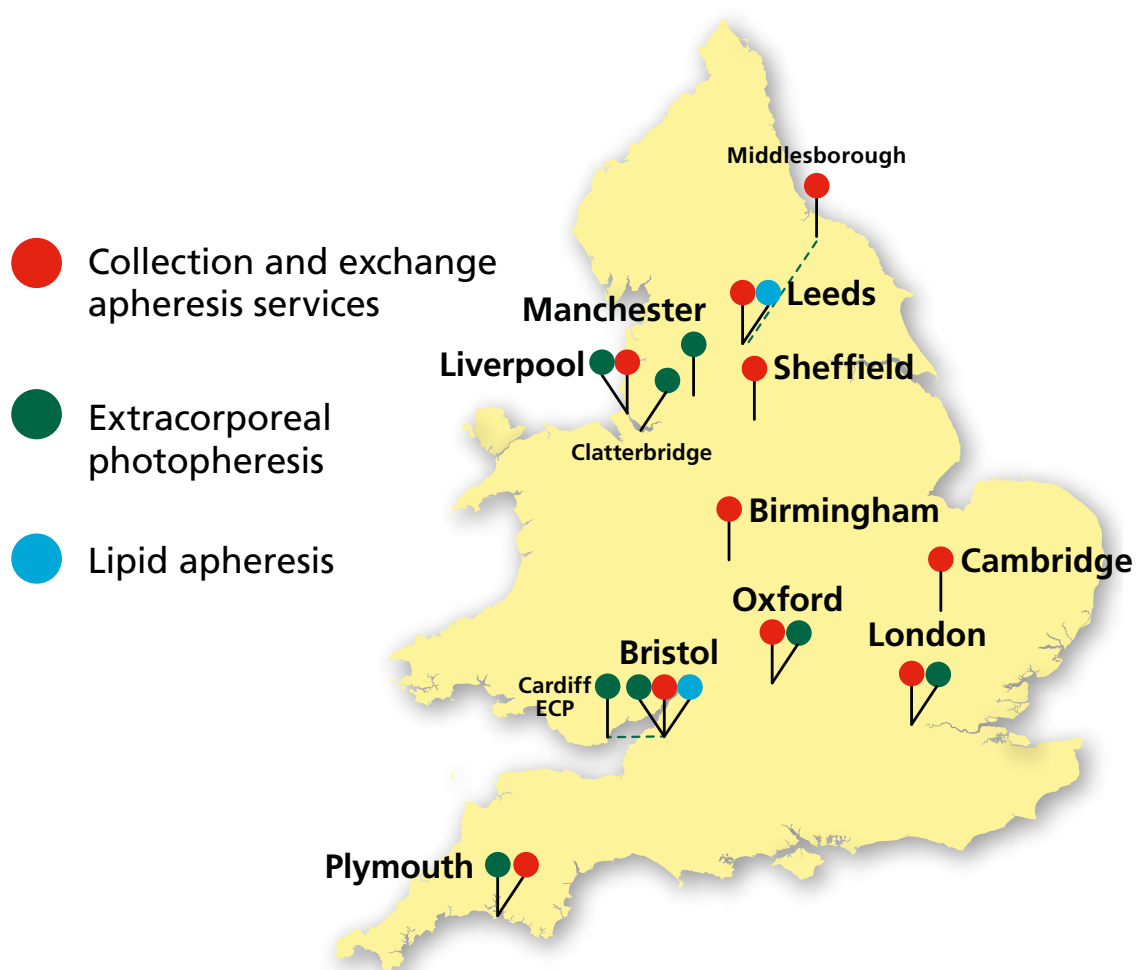 Collection and exchange
apheresis services
Extracorporeal
photopheresis
Lipid apheresis
Middlesborough
Leeds
Manchester
Liverpool
Sheffield
Clatterbridge
Birmingham
Cambridge
Oxford
London
Bristol
Cardiff
ECP
Plymouth